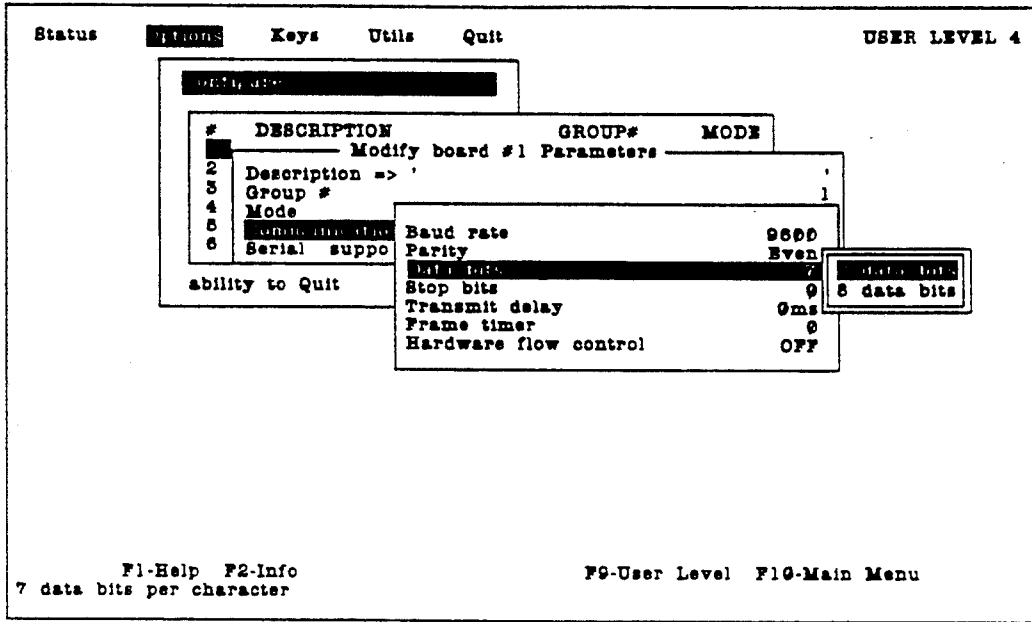 Status Options Keys Utils Quit USER LEVEL 4
Configure
# DESCRIPTION GROUP# MODE
Modify board #1 Parameters
2 Description => ' '
3 Group # 1
4 Mode
5
6 Serial suppo
Baud rate 9600
Parity Even
Data bits 7
Stop bits 0
Transmit delay 0ms
Frame timer 0
Hardware flow control OFF
7 data bits
8 data bits
ability to Quit
F1-Help F2-Info F9-User Level F10-Main Menu
7 data bits per character